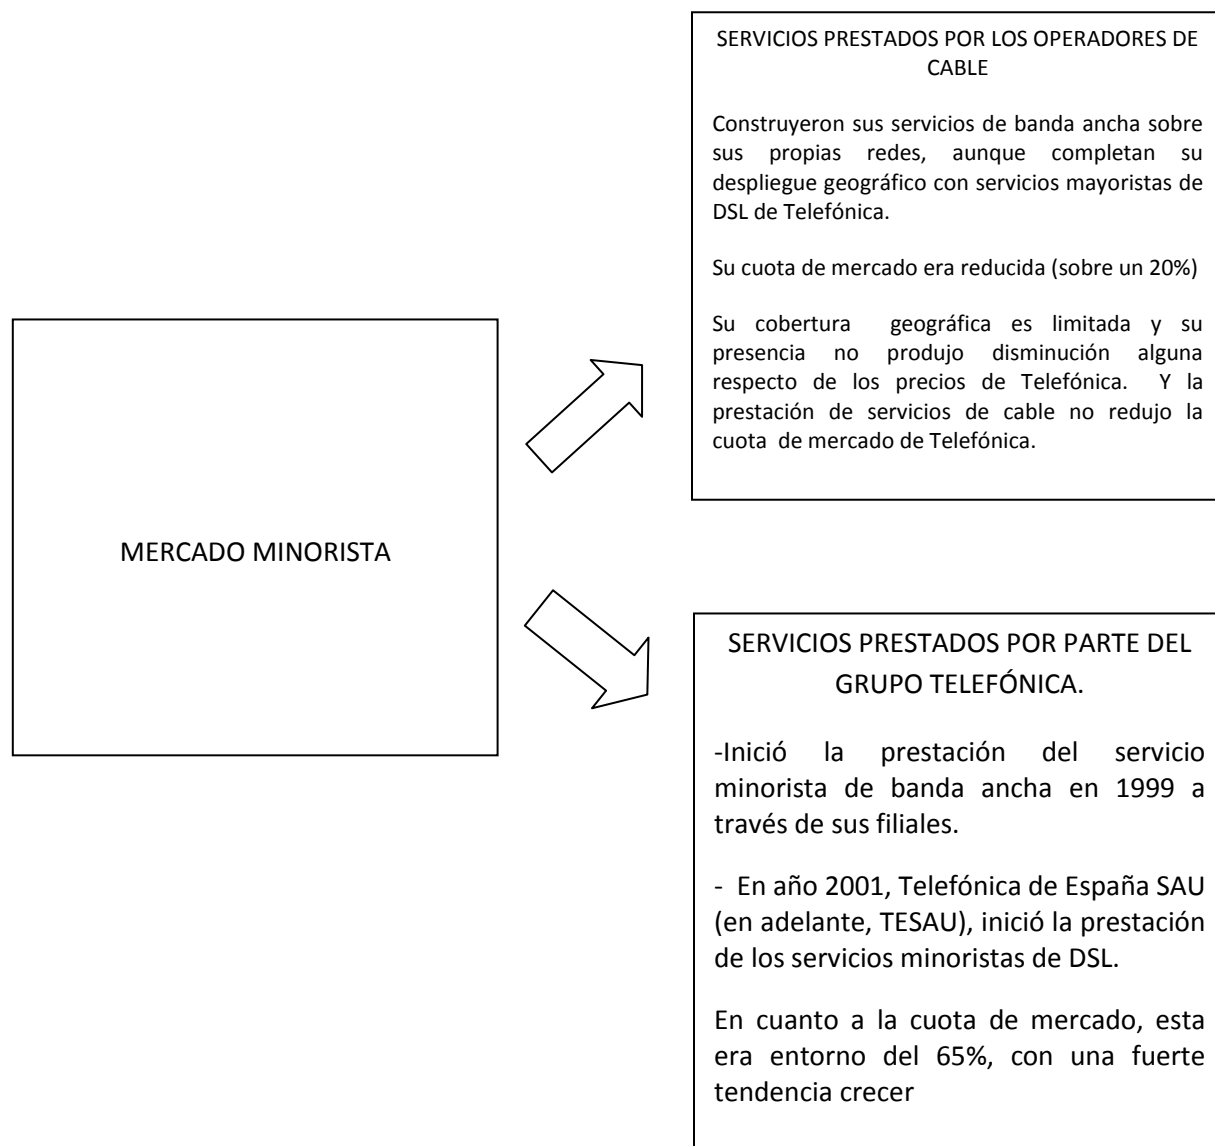 SERVICIOS PRESTADOS POR LOS OPERADORES DE
CABLE
Construyeron sus servicios de banda ancha sobre
sus propias redes, aunque completan su
despliegue geográfico con servicios mayoristas de
DSL de Telefónica.
Su cuota de mercado era reducida (sobre un 20%)
Su cobertura geográfica es limitada y su
presencia no produjo disminución alguna
respecto de los precios de Telefónica. Y la
prestación de servicios de cable no redujo la
cuota de mercado de Telefónica.
MERCADO MINORISTA
SERVICIOS PRESTADOS POR PARTE DEL
GRUPO TELEFÓNICA.
-Inició la prestación del servicio
minorista de banda ancha en 1999 a
través de sus filiales.
- En año 2001, Telefónica de España SAU
(en adelante, TESAU), inició la prestación
de los servicios minoristas de DSL.
En cuanto a la cuota de mercado, esta
era entorno del 65%, con una fuerte
tendencia crecer